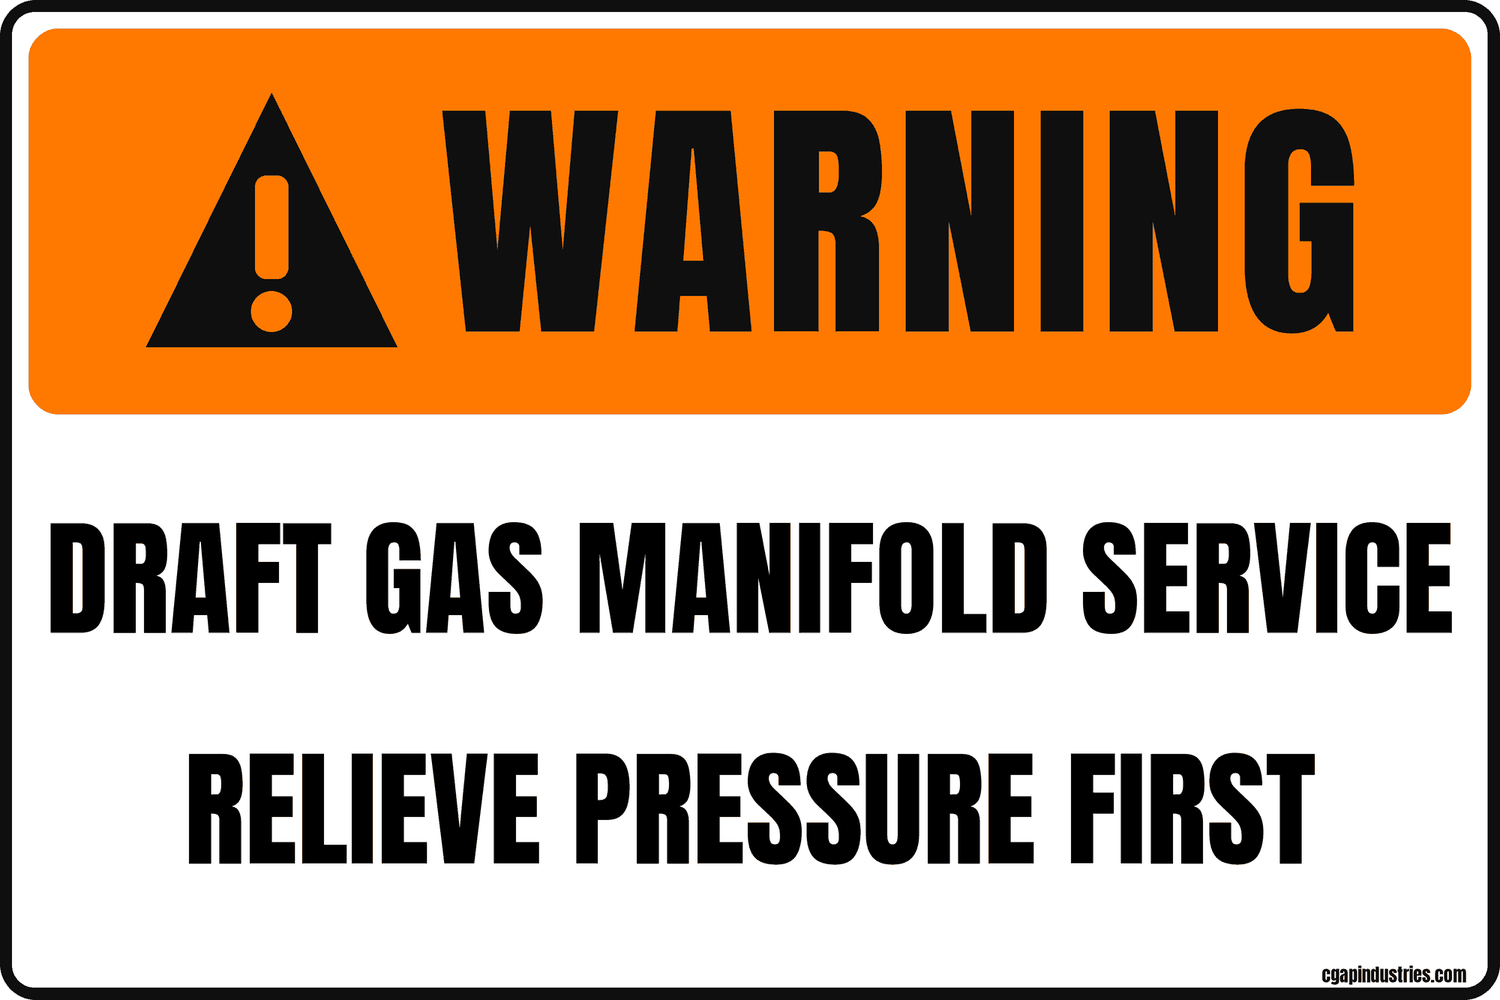 WARNING
DRAFT GAS MANIFOLD SERVICE
RELIEVE PRESSURE FIRST
cgapindustries.com